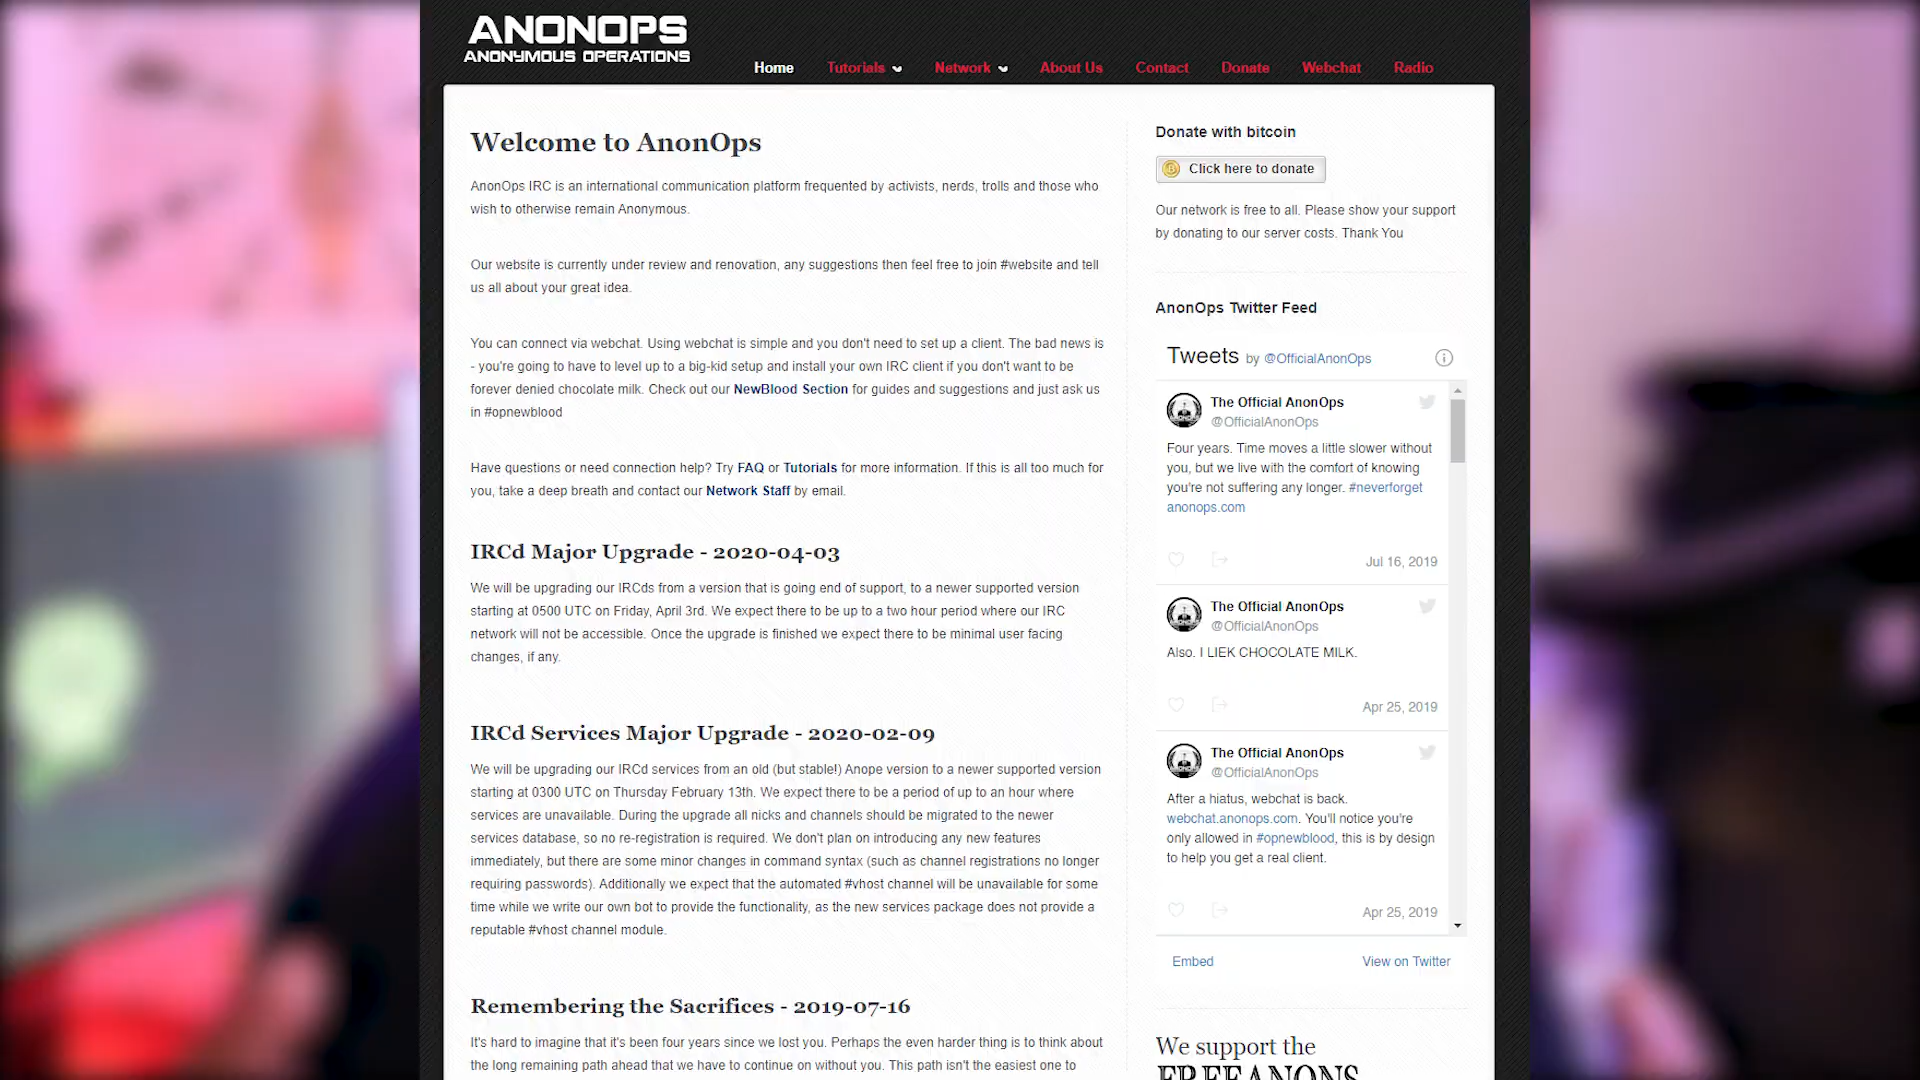 ANONOPS
ANONYMOUS OPERATIONS
Home Tutorials Network About Us Contact Donate Webchat Radio
Welcome to AnonOps
AnonOps IRC is an international communication platform frequented by activists, nerds, trolls and those who
wish to otherwise remain Anonymous.
Our website is currently under review and renovation, any suggestions then feel free to join #website and tell
us all about your great idea.
You can connect via webchat. Using webchat is simple and you don't need to set up a client. The bad news is
- you're going to have to level up to a big-kid setup and install your own IRC client if you don't want to be
forever denied chocolate milk. Check out our NewBlood Section for guides and suggestions and just ask us
in #opnewblood
Have questions or need connection help? Try FAQ or Tutorials for more information. If this is all too much for
you, take a deep breath and contact our Network Staff by email.
IRCd Major Upgrade - 2020-04-03
We will be upgrading our IRCds from a version that is going end of support, to a newer supported version
starting at 0500 UTC on Friday, April 3rd. We expect there to be up to a two hour period where our IRC
network will not be accessible. Once the upgrade is finished we expect there to be minimal user facing
changes, if any.
IRCd Services Major Upgrade - 2020-02-09
We will be upgrading our IRCd services from an old (but stable!) Anope version to a newer supported version
starting at 0300 UTC on Thursday February 13th. We expect there to be a period of up to an hour where
services are unavailable. During the upgrade all nicks and channels should be migrated to the newer
services database, so no re-registration is required. We don't plan on introducing any new features
immediately, but there are some minor changes in command syntax (such as channel registrations no longer
requiring passwords). Additionally we expect that the automated #vhost channel will be unavailable for some
time while we write our own bot to provide the functionality, as the new services package does not provide a
reputable #vhost channel module.
Remembering the Sacrifices - 2019-07-16
It's hard to imagine that it's been four years since we lost you. Perhaps the even harder thing is to think about
the long remaining path ahead that we have to continue on without you. This path isn't the easiest one to
Donate with bitcoin
Click here to donate
Our network is free to all. Please show your support
by donating to our server costs. Thank You
AnonOps Twitter Feed
Tweets by @OfficialAnonOps
The Official AnonOps
@OfficialAnonOps
Four years. Time moves a little slower without
you, but we live with the comfort of knowing
you're not suffering any longer. #neverforget
anonops.com
Jul 16, 2019
The Official AnonOps
@OfficialAnonOps
Also. I LIEK CHOCOLATE MILK.
Apr 25, 2019
The Official AnonOps
@OfficialAnonOps
After a hiatus, webchat is back.
webchat.anonops.com. You'll notice you're
only allowed in #opnewblood, this is by design
to help you get a real client.
Apr 25, 2019
Embed View on Twitter
We support the
FREEANONS